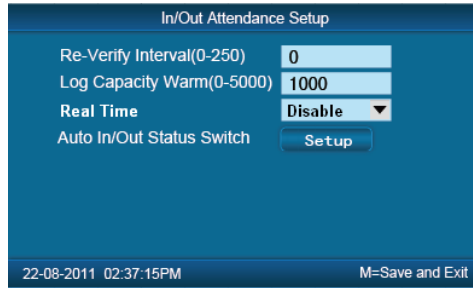 In/Out Attendance Setup
Re-Verify Interval(0-250) 0
Log Capacity Warm(0-5000) 1000
Real Time Disable
Auto In/Out Status Switch Setup
22-08-2011 02:37:15PM M=Save and Exit